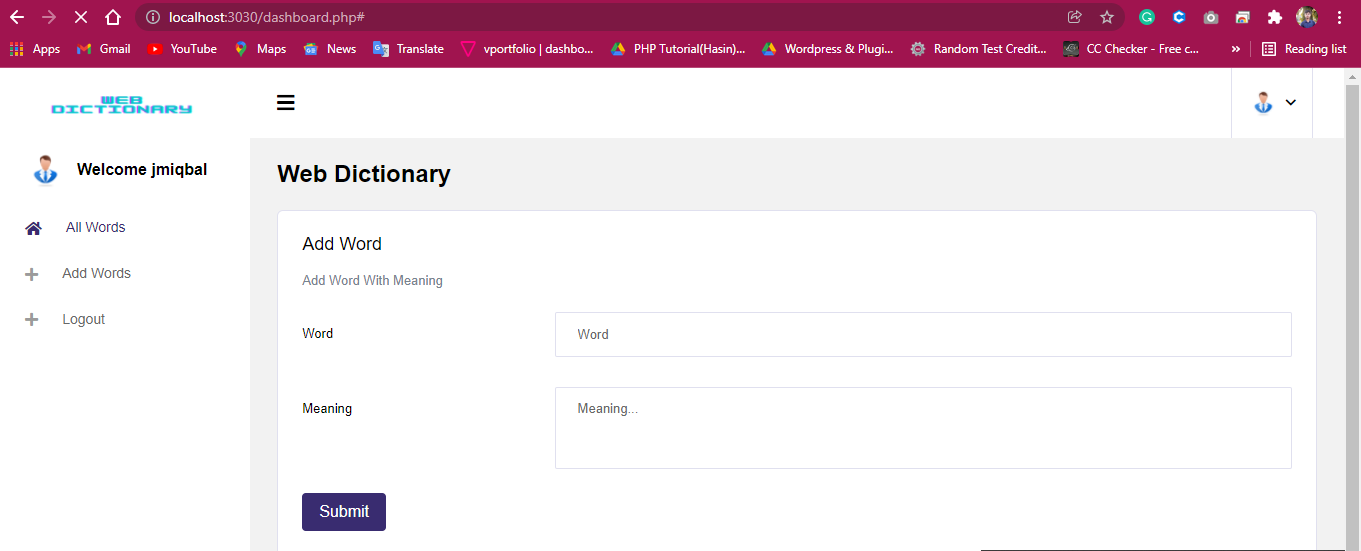 localhost:3030/dashboard.php#
Apps Gmail YouTube Maps News Translate vportfolio | dashbo... PHP Tutorial(Hasin)... Wordpress & Plugi... Random Test Credit... CC Checker - Free c... » Reading list
WEB
DICTIONARY
Welcome jmiqbal
All Words
Add Words
Logout
Web Dictionary
Add Word
Add Word With Meaning
Word Word
Meaning Meaning...
Submit